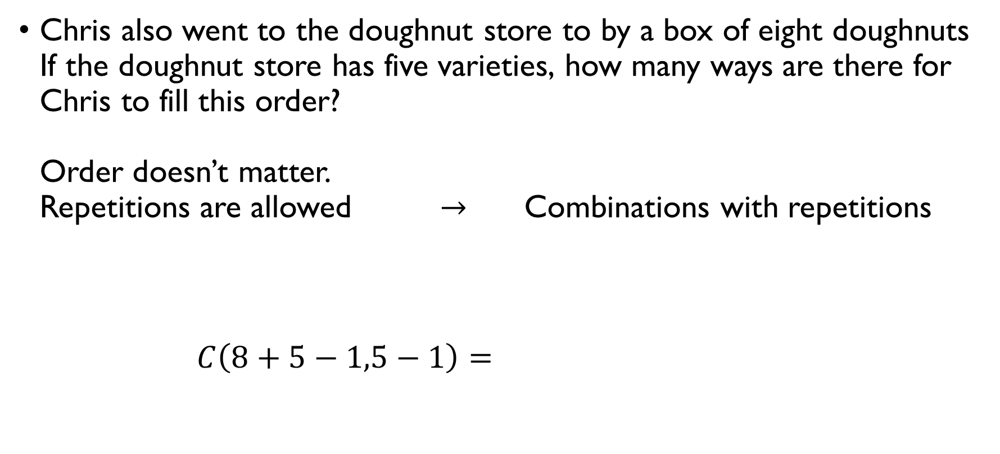 • Chris also went to the doughnut store to by a box of eight doughnuts
If the doughnut store has five varieties, how many ways are there for
Chris to fill this order?
Order doesn’t matter.
Repetitions are allowed → Combinations with repetitions
C(8 + 5 − 1,5 − 1) =